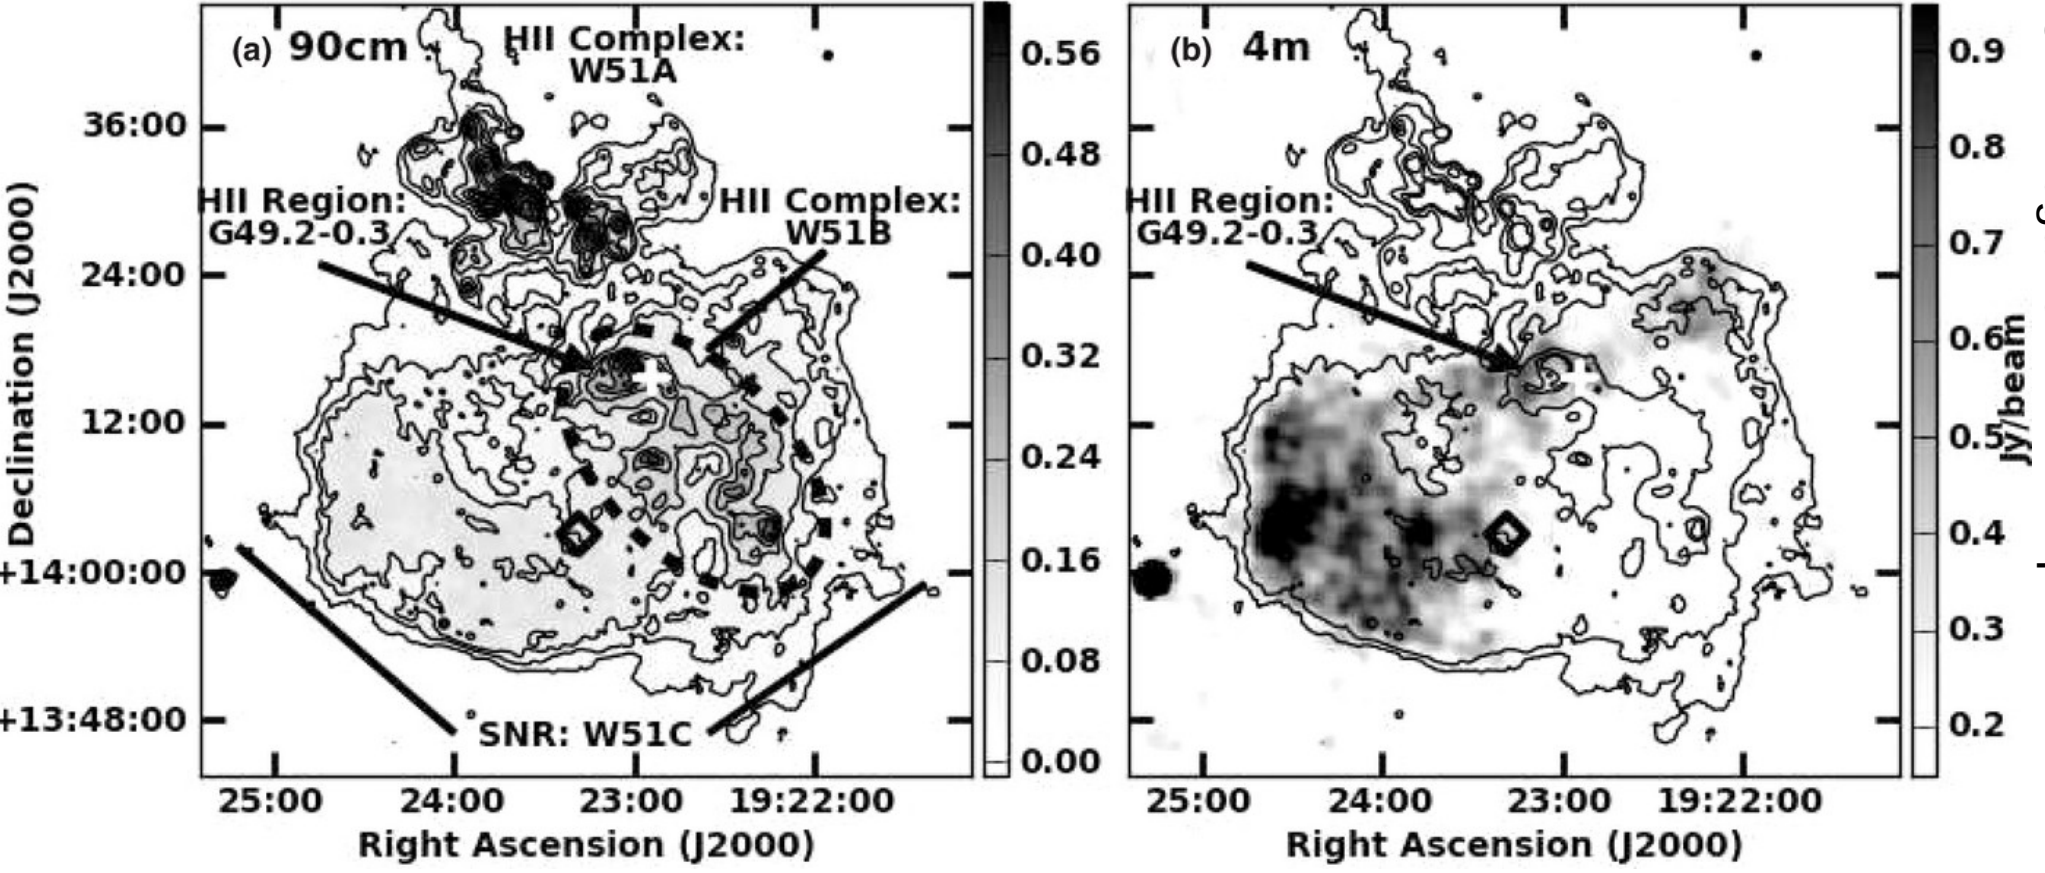 (a) 90cm
HII Complex:
W51A
HII Region:
G49.2-0.3
HII Complex:
W51B
SNR: W51C
36:00
24:00
12:00
+14:00:00
+13:48:00
Declination (J2000)
25:00 24:00 23:00 19:22:00
Right Ascension (J2000)
0.56
0.48
0.40
0.32
0.24
0.16
0.08
0.00
(b) 4m
HII Region:
G49.2-0.3
25:00 24:00 23:00 19:22:00
Right Ascension (J2000)
0.9
0.8
0.7
0.6
0.5
0.4
0.3
0.2
Jy/beam